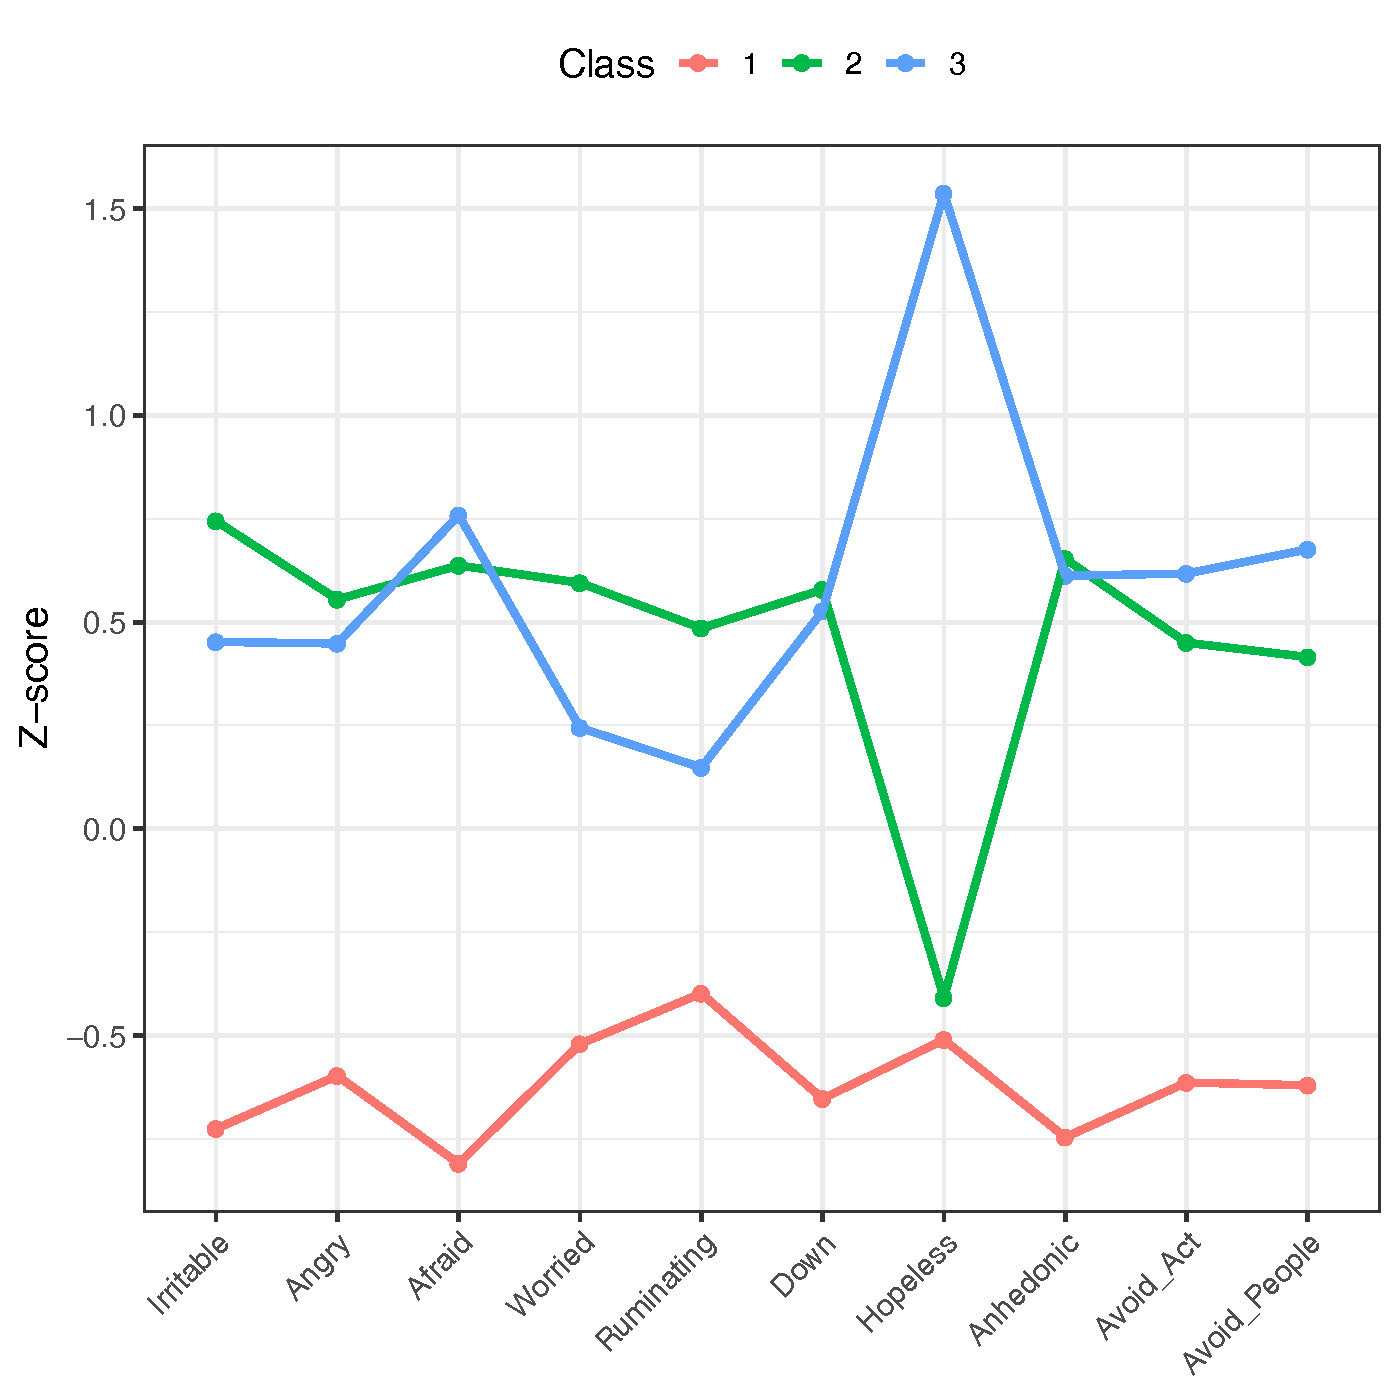 Class 1 2 3
Z−score
1.5
1.0
0.5
0.0
−0.5
Irritable
Angry
Afraid
Worried
Ruminating
Down
Hopeless
Anhedonic
Avoid_Act
Avoid_People